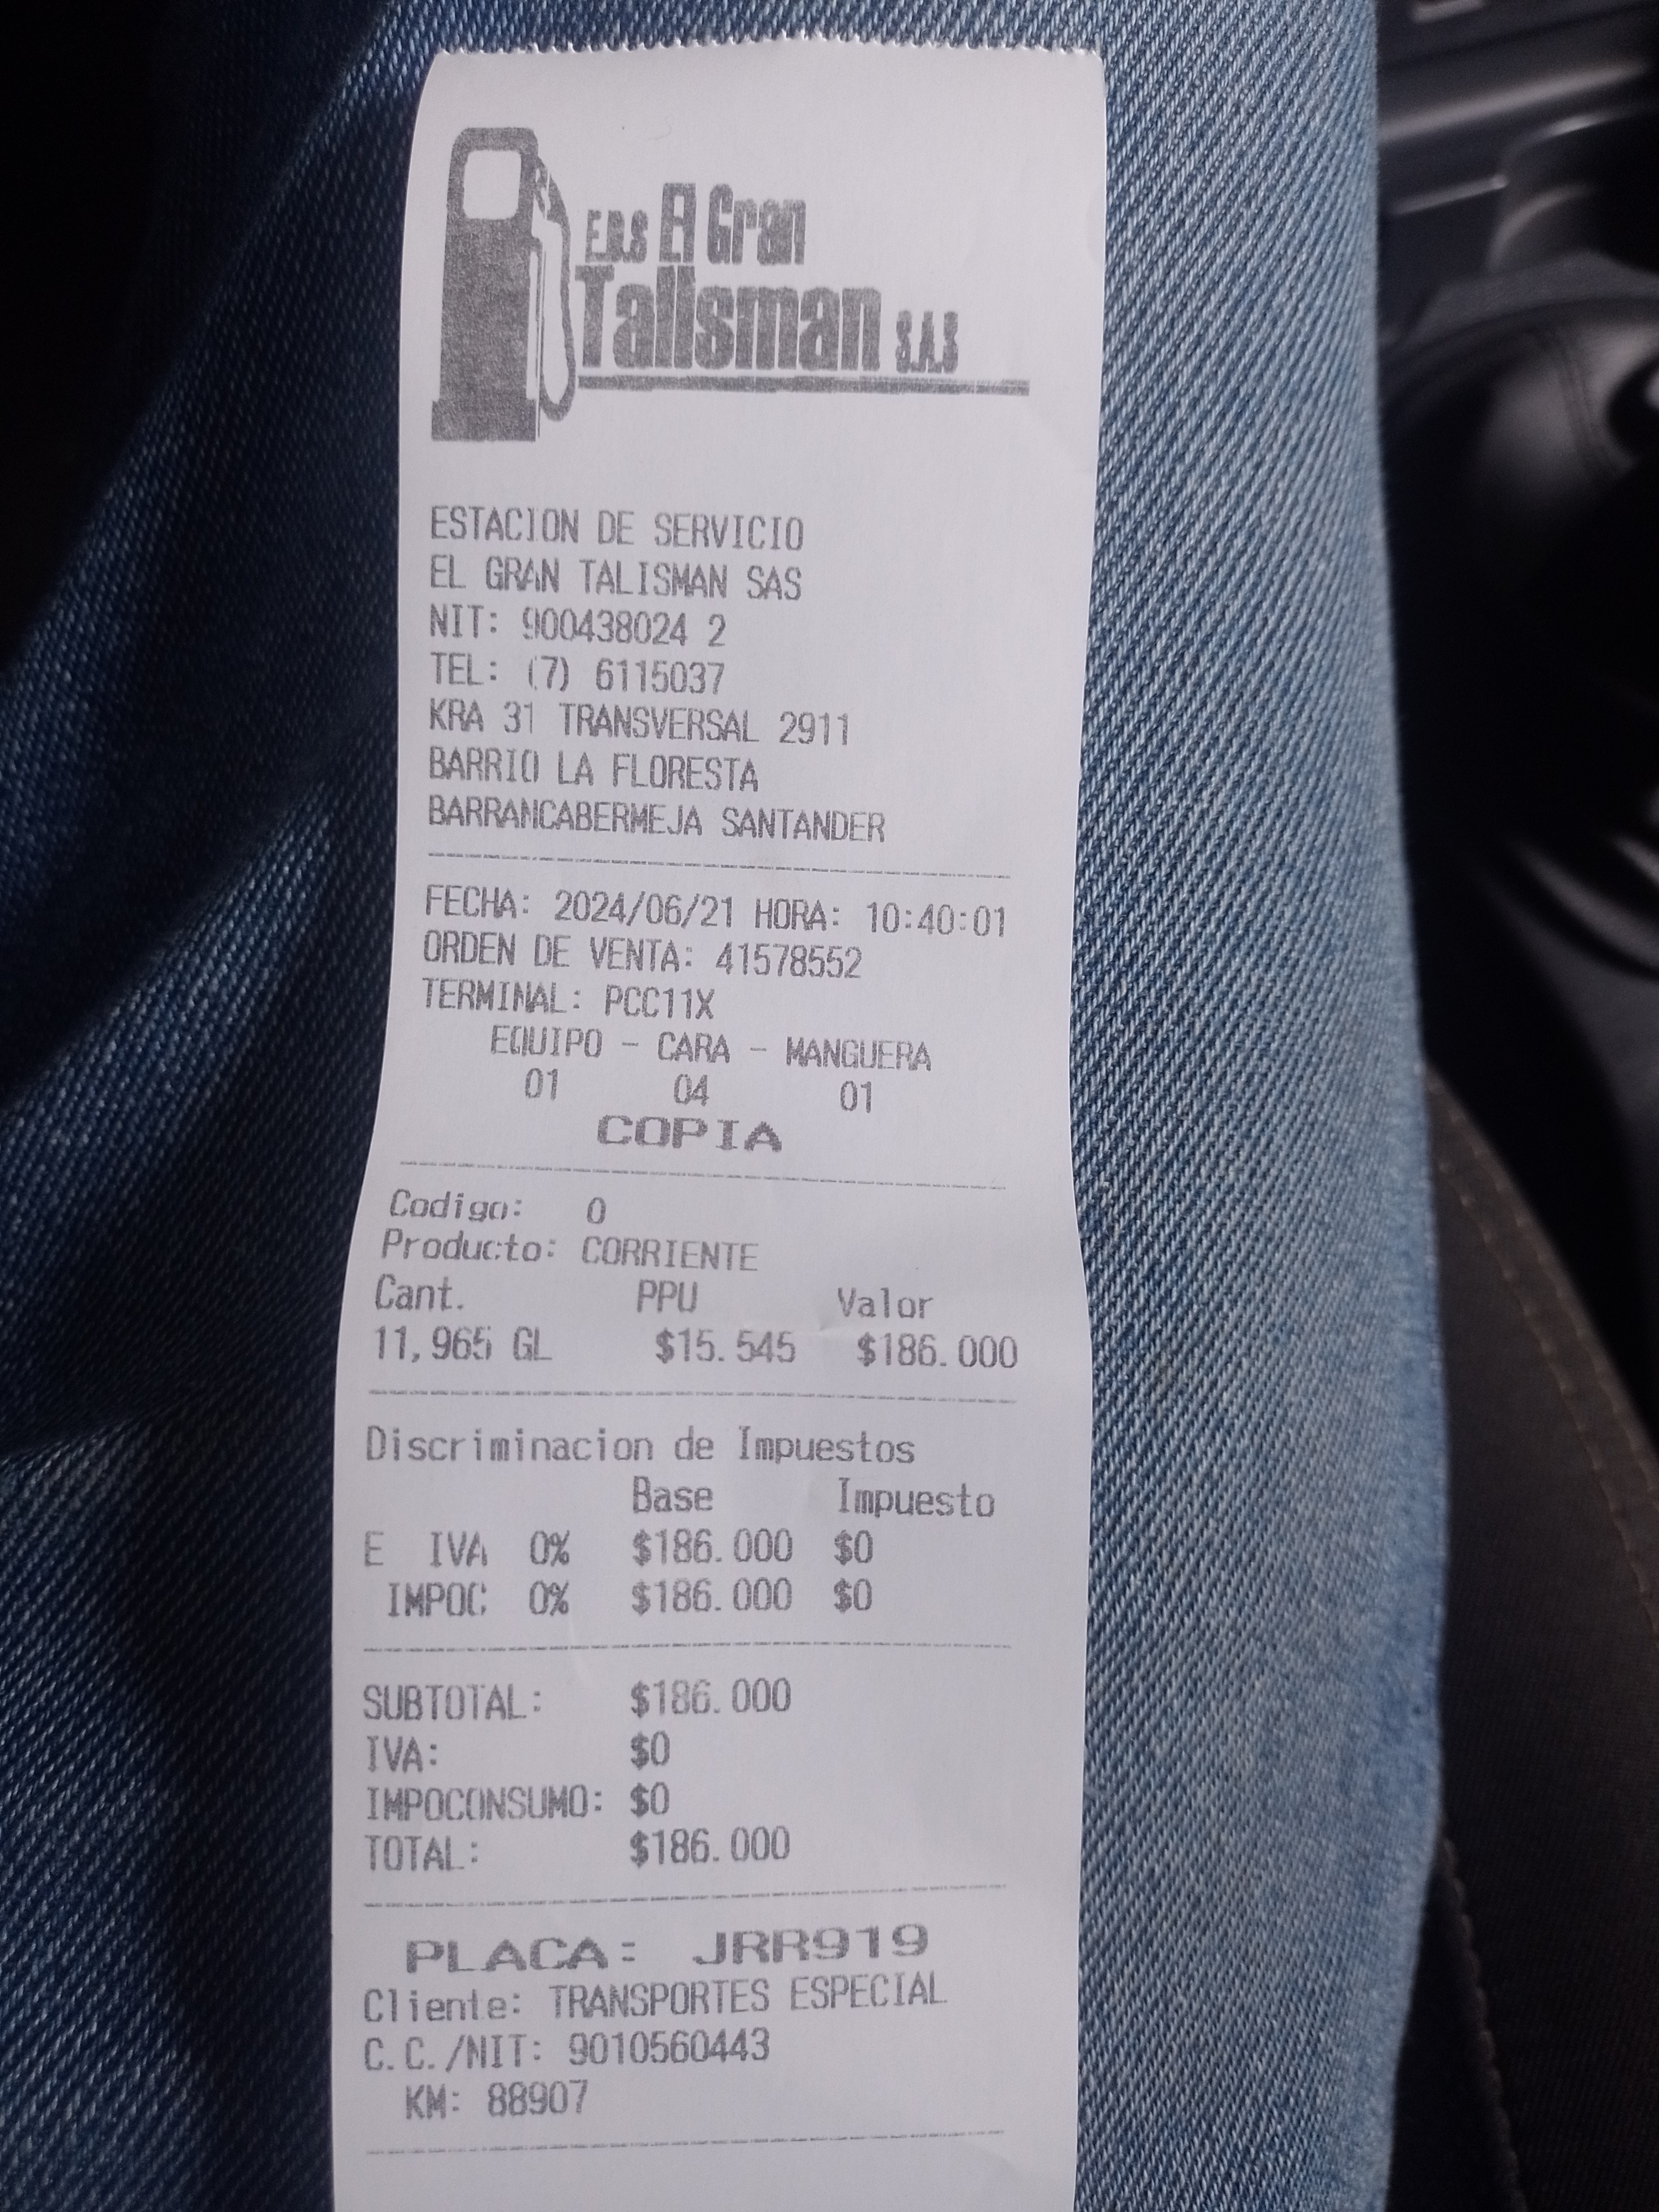 E.D.S El Gran
Talisman S.A.S
ESTACION DE SERVICIO
EL GRAN TALISMAN SAS
NIT: 900438024 2
TEL: (7) 6115037
KRA 31 TRANSVERSAL 2911
BARRIO LA FLORESTA
BARRANCABERMEJA SANTANDER
FECHA: 2024/06/21 HORA: 10:40:01
ORDEN DE VENTA: 41578552
TERMINAL: PCC11X
EQUIPO - CARA - MANGUERA
01 04 01
COPIA
Codigo: 0
Producto: CORRIENTE
Cant. PPU Valor
11,965 GL $15.545 $186.000
Discriminacion de Impuestos
Base Impuesto
E IVA 0% $186.000 $0
IMPOC 0% $186.000 $0
SUBTOTAL: $186.000
IVA: $0
IMPOCONSUMO: $0
TOTAL: $186.000
PLACA: JRR919
Cliente: TRANSPORTES ESPECIAL
C.C./NIT: 9010560443
KM: 88907